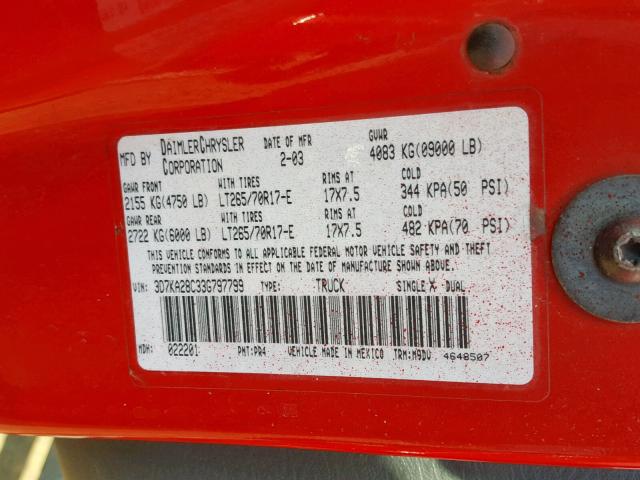 MFD BY DAIMLERCHRYSLER CORPORATION DATE OF MFR 2-03 GVWR 4083 KG(09000 LB)
GAWR FRONT WITH TIRES RIMS AT COLD
2155 KG(4750 LB) LT265/70R17-E 17X7.5 344 KPA(50 PSI)
GAWR REAR WITH TIRES RIMS AT COLD
2722 KG(6000 LB) LT265/70R17-E 17X7.5 482 KPA(70 PSI)
THIS VEHICLE CONFORMS TO ALL APPLICABLE FEDERAL MOTOR VEHICLE SAFETY AND THEFT
PREVENTION STANDARDS IN EFFECT ON THE DATE OF MANUFACTURE SHOWN ABOVE.
VIN: 3D7KA28C33G797799 TYPE: TRUCK SINGLE X DUAL
MDH: 022201 PNT:PR4 VEHICLE MADE IN MEXICO TRM:M9DV 4648507